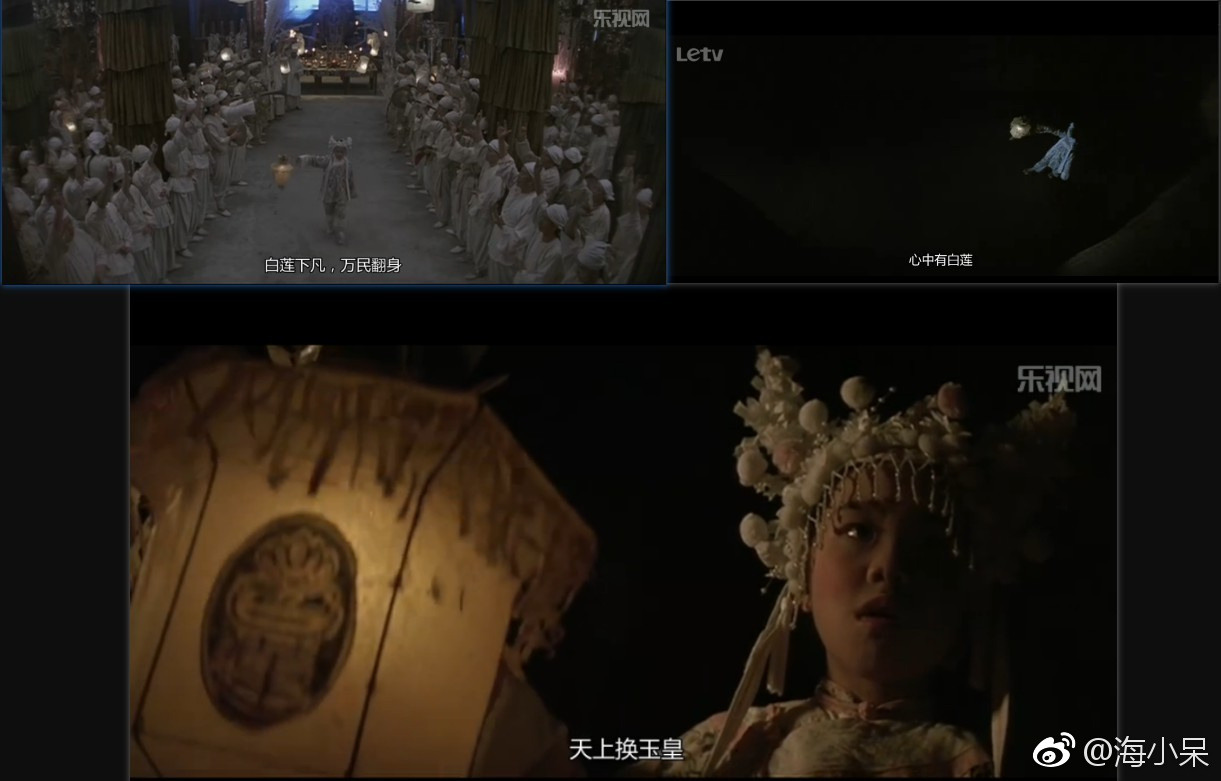 乐视网
Letv
白莲下凡，万民翻身
心中有白莲
乐视网
天上换玉皇
@海小呆